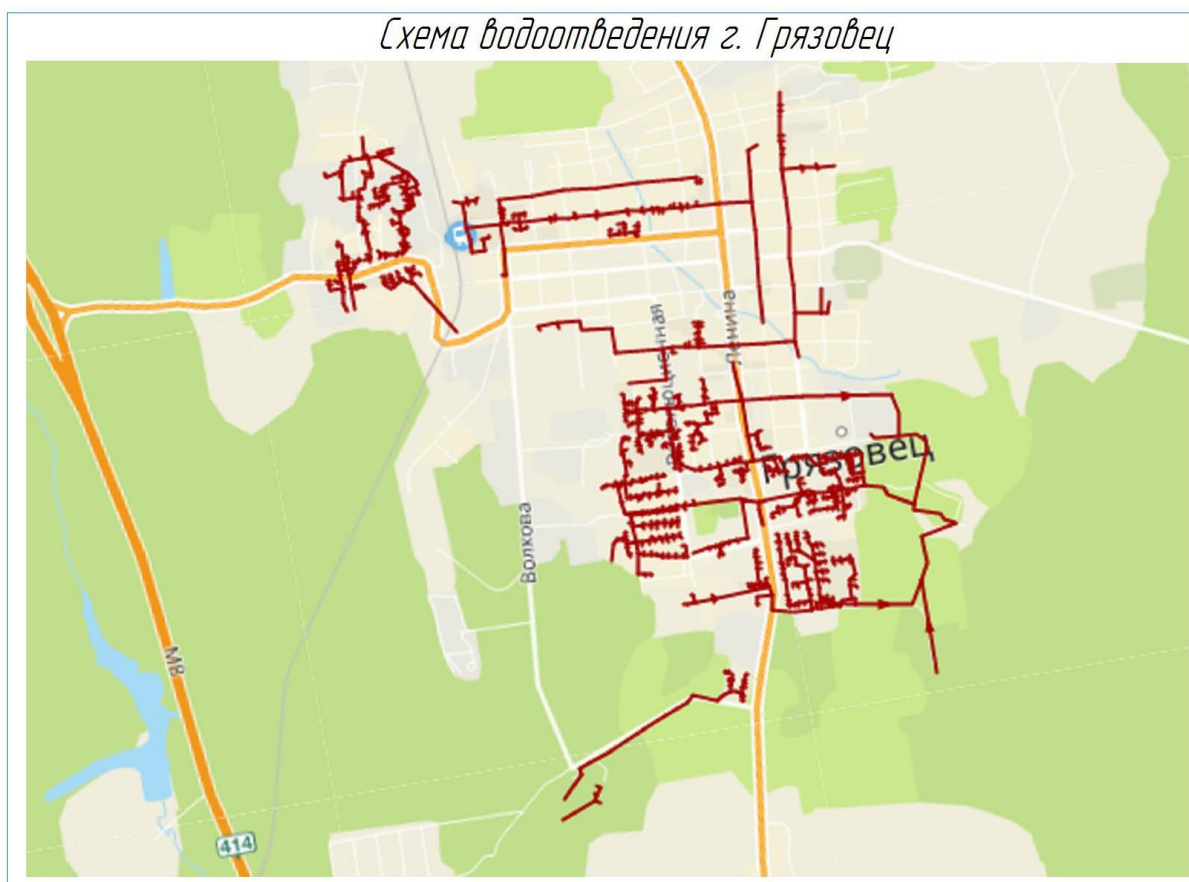 Схема водоотведения г. Грязовец
Ленина
Грязовец
Волкова
М8
414